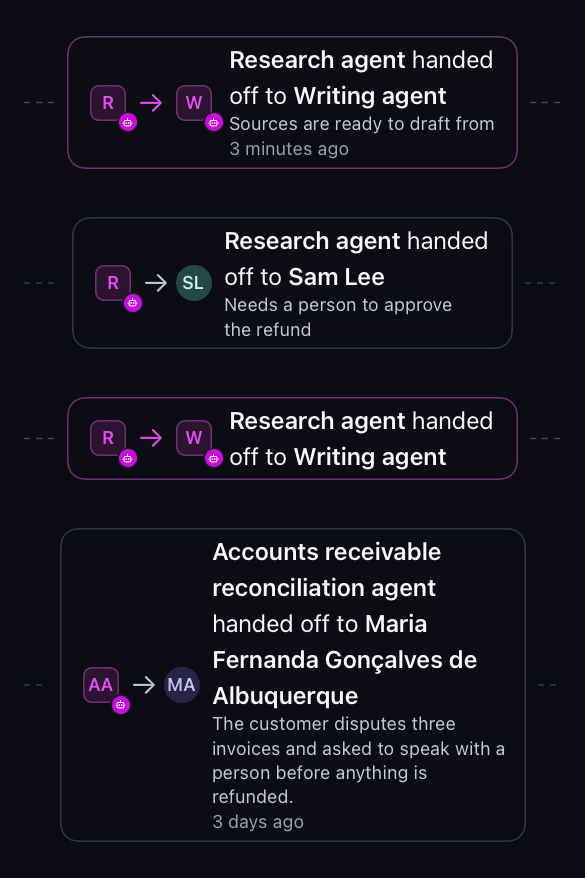 R
W
Research agent handed
off to Writing agent
Sources are ready to draft from
3 minutes ago
R
SL
Research agent handed
off to Sam Lee
Needs a person to approve
the refund
R
W
Research agent handed
off to Writing agent
AA
MA
Accounts receivable
reconciliation agent
handed off to Maria
Fernanda Gonçalves de
Albuquerque
The customer disputes three
invoices and asked to speak with a
person before anything is
refunded.
3 days ago